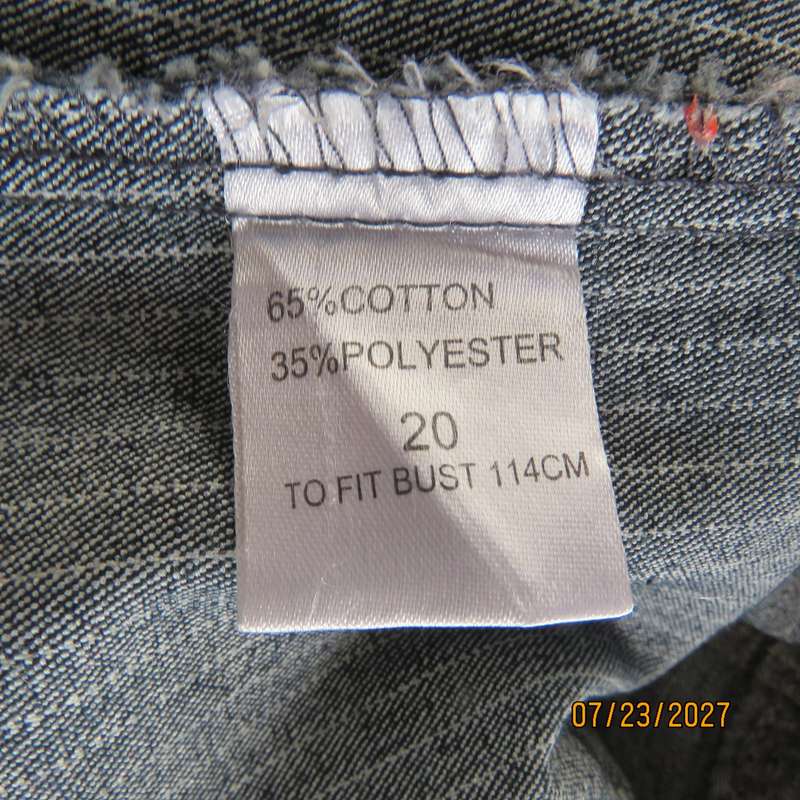 65%COTTON
35%POLYESTER
20
TO FIT BUST 114CM
07/23/2027